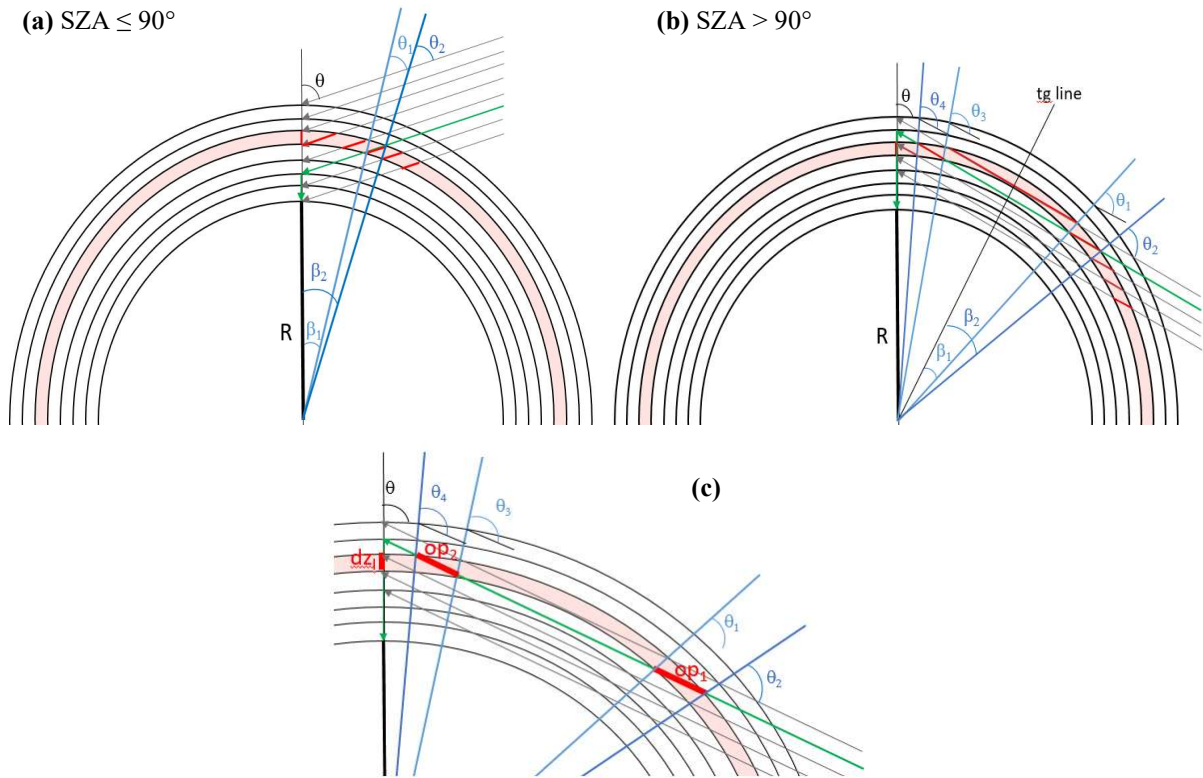 (a) SZA ≤ 90°
θ
θ₁
θ₂
β₂
β₁
R
(b) SZA > 90°
θ
θ₄
θ₃
tg line
θ₁
θ₂
β₂
β₁
R
(c)
θ
θ₄
θ₃
op₂
dzₗ
θ₁
op₁
θ₂